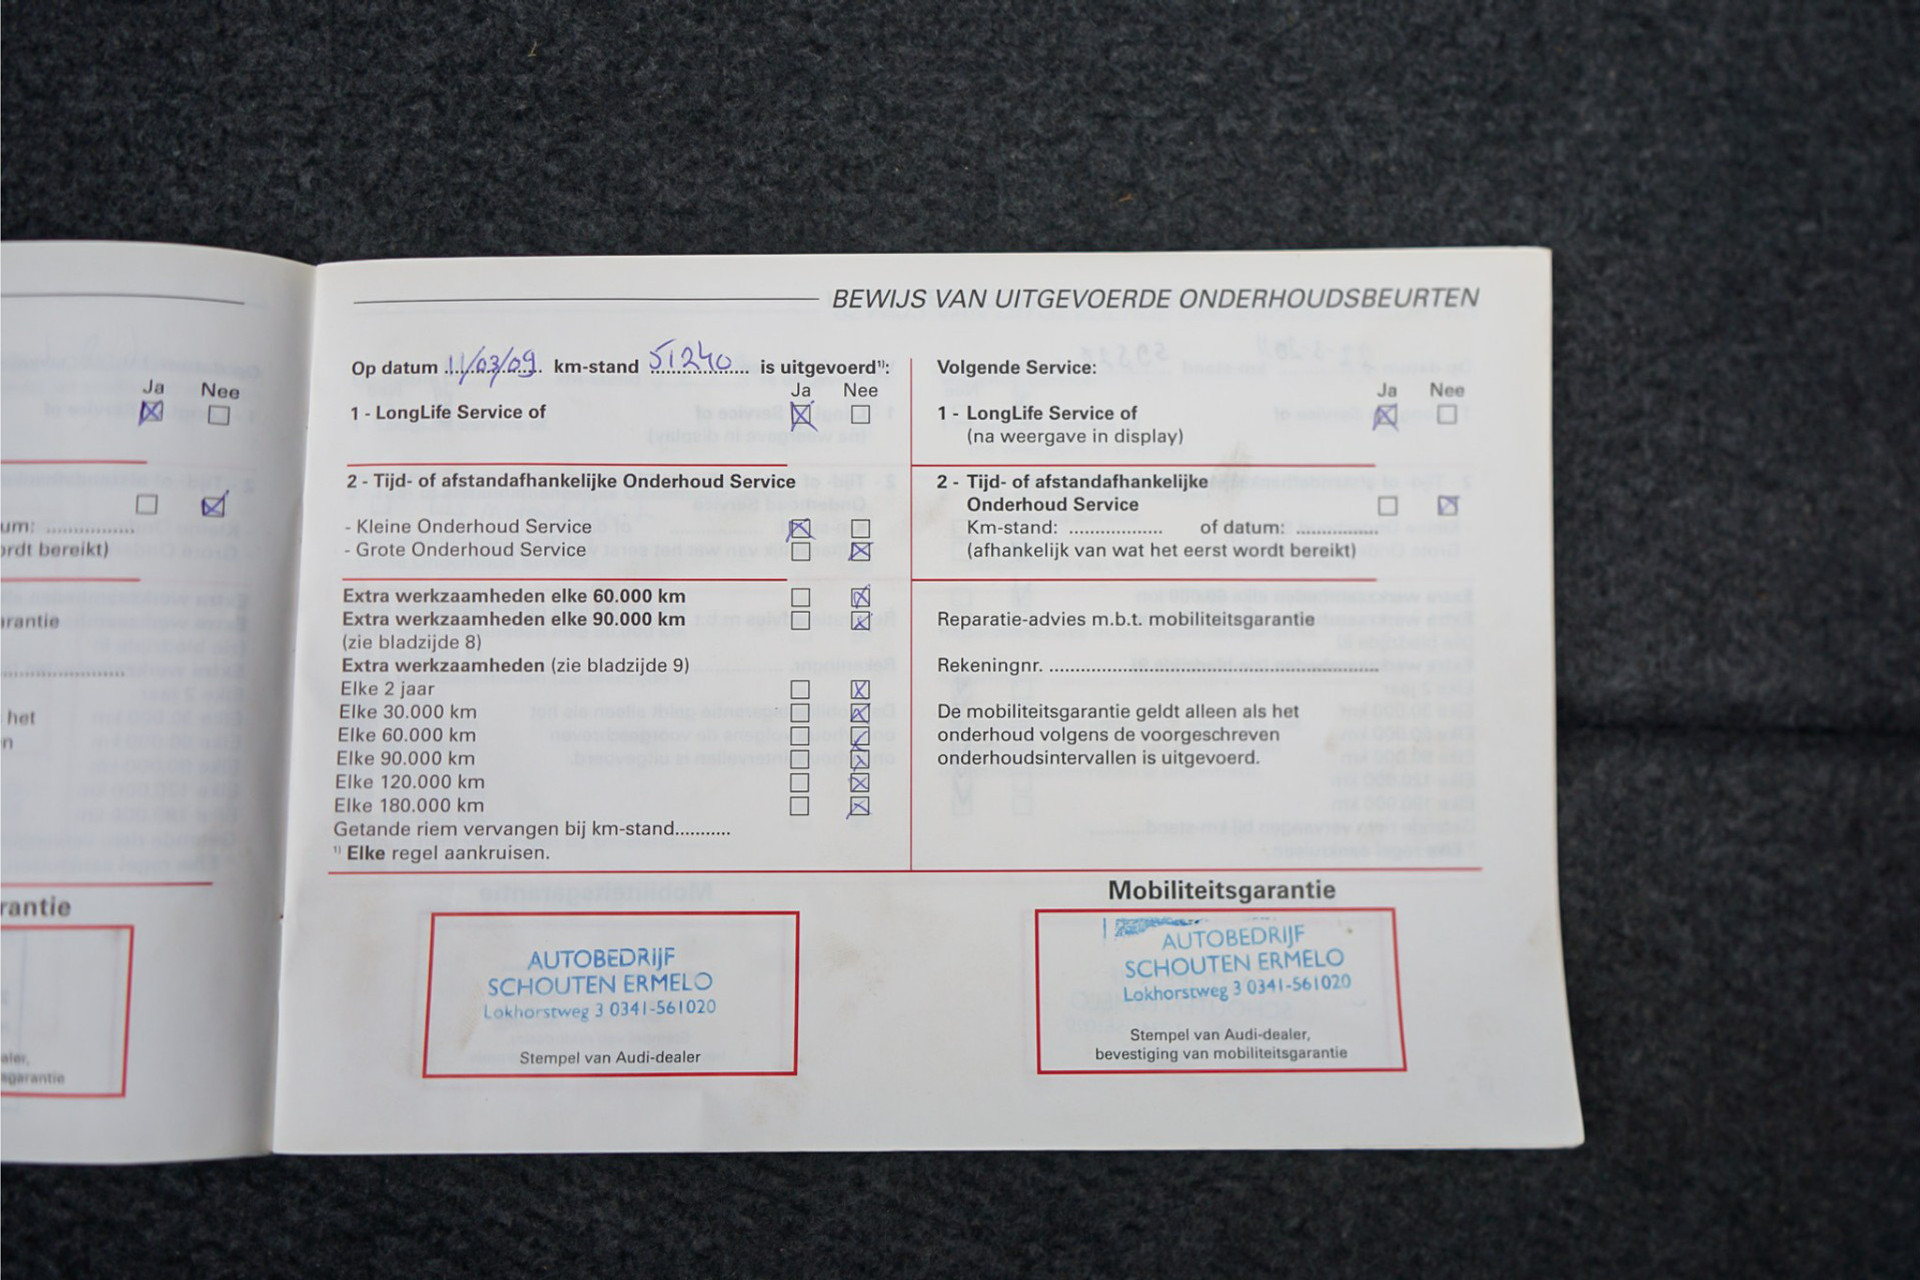 Ja Nee
um: ..............
ordt bereikt)
arantie
het
n
rantie
aler,
sgarantie
BEWIJS VAN UITGEVOERDE ONDERHOUDSBEURTEN
Op datum 11/03/09 km-stand 51240 is uitgevoerd¹⁾:
Ja Nee
1 - LongLife Service of
2 - Tijd- of afstandafhankelijke Onderhoud Service
- Kleine Onderhoud Service
- Grote Onderhoud Service
Extra werkzaamheden elke 60.000 km
Extra werkzaamheden elke 90.000 km
(zie bladzijde 8)
Extra werkzaamheden (zie bladzijde 9)
Elke 2 jaar
Elke 30.000 km
Elke 60.000 km
Elke 90.000 km
Elke 120.000 km
Elke 180.000 km
Getande riem vervangen bij km-stand...........
¹⁾ Elke regel aankruisen.
Volgende Service:
Ja Nee
1 - LongLife Service of
(na weergave in display)
2 - Tijd- of afstandafhankelijke
Onderhoud Service
Km-stand: ................ of datum: ..............
(afhankelijk van wat het eerst wordt bereikt)
Reparatie-advies m.b.t. mobiliteitsgarantie
Rekeningnr. ..........................................................
De mobiliteitsgarantie geldt alleen als het
onderhoud volgens de voorgeschreven
onderhoudsintervallen is uitgevoerd.
AUTOBEDRIJF
SCHOUTEN ERMELO
Lokhorstweg 3 0341-561020
Stempel van Audi-dealer
Mobiliteitsgarantie
AUTOBEDRIJF
SCHOUTEN ERMELO
Lokhorstweg 3 0341-561020
Stempel van Audi-dealer,
bevestiging van mobiliteitsgarantie